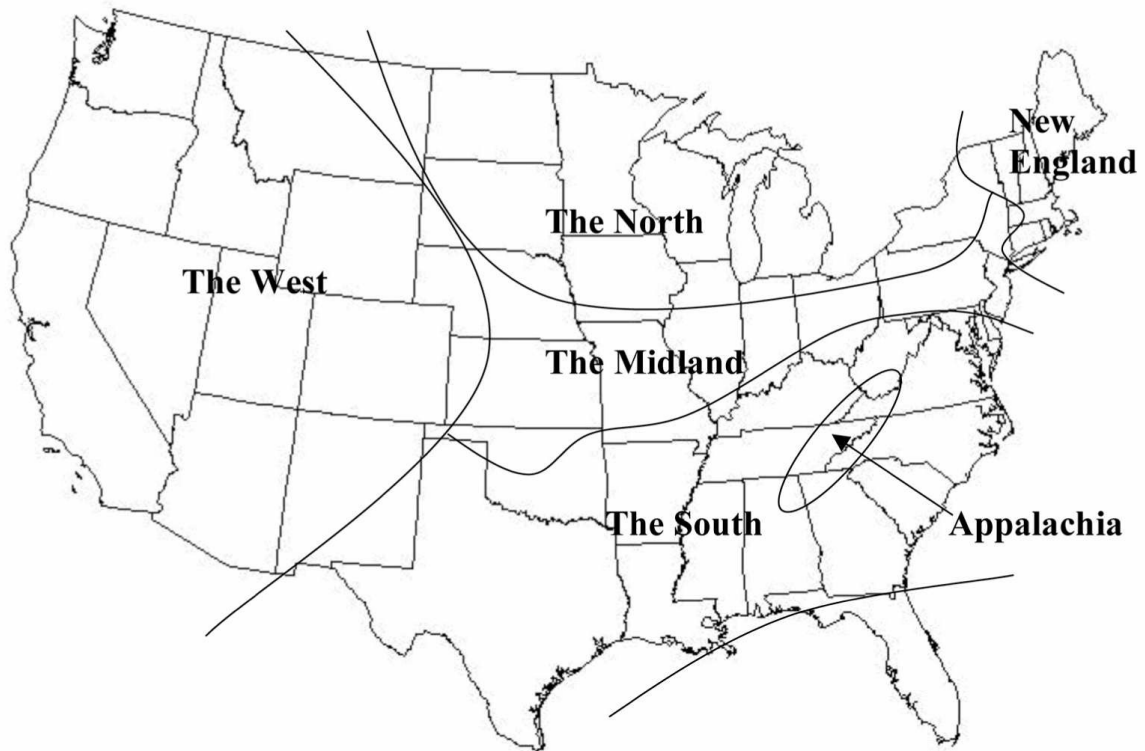 New
England
The North
The West
The Midland
The South
Appalachia